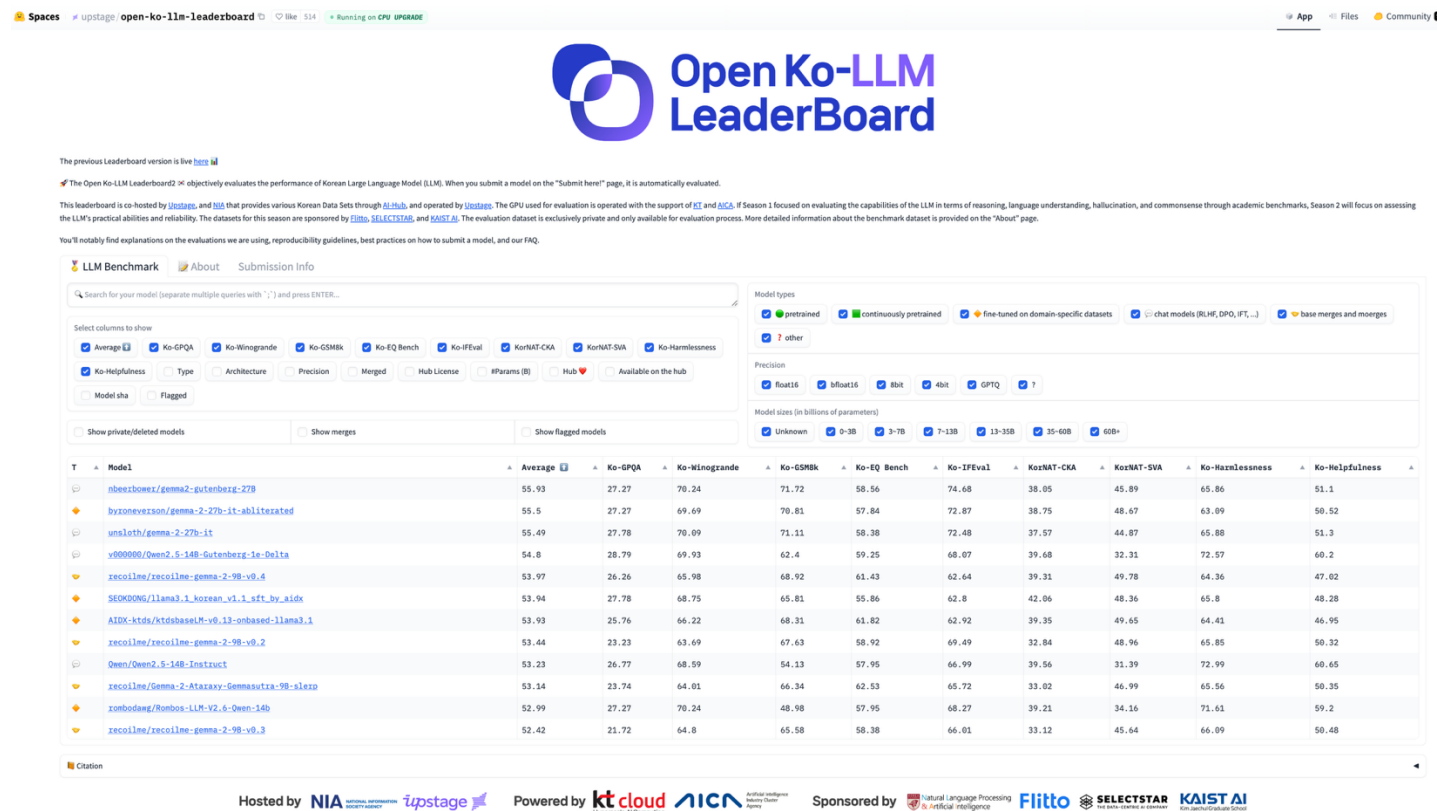 Spaces upstage/open-ko-llm-leaderboard like 514 Running on CPU UPGRADE App Files Community
Open Ko-LLM
LeaderBoard
The previous Leaderboard version is live here
🚀 The Open Ko-LLM Leaderboard2 🇰🇷 objectively evaluates the performance of Korean Large Language Model (LLM). When you submit a model on the "Submit here!" page, it is automatically evaluated.
This leaderboard is co-hosted by Upstage, and NIA that provides various Korean Data Sets through AI-Hub, and operated by Upstage. The GPU used for evaluation is operated with the support of KT and AICA. If Season 1 focused on evaluating the capabilities of the LLM in terms of reasoning, language understanding, hallucination, and commonsense through academic benchmarks, Season 2 will focus on assessing
the LLM's practical abilities and reliability. The datasets for this season are sponsored by Flitto, SELECTSTAR, and KAIST AI. The evaluation dataset is exclusively private and only available for evaluation process. More detailed information about the benchmark dataset is provided on the "About" page.
You'll notably find explanations on the evaluations we are using, reproducibility guidelines, best practices on how to submit a model, and our FAQ.
LLM Benchmark About Submission Info
Search for your model (separate multiple queries with `;`) and press ENTER...
Select columns to show
Average ⬆️ Ko-GPQA Ko-Winogrande Ko-GSM8k Ko-EQ Bench Ko-IFEval KorNAT-CKA KorNAT-SVA Ko-Harmlessness
Ko-Helpfulness Type Architecture Precision Merged Hub License #Params (B) Hub ❤️ Available on the hub
Model sha Flagged
Show private/deleted models Show merges Show flagged models
Model types
pretrained continuously pretrained fine-tuned on domain-specific datasets chat models (RLHF, DPO, IFT, ...) base merges and moerges
? other
Precision
float16 bfloat16 8bit 4bit GPTQ ?
Model sizes (in billions of parameters)
Unknown 0~3B 3~7B 7~13B 13~35B 35~60B 60B+
T Model Average ⬆️ Ko-GPQA Ko-Winogrande Ko-GSM8k Ko-EQ Bench Ko-IFEval KorNAT-CKA KorNAT-SVA Ko-Harmlessness Ko-Helpfulness
nbeerbower/gemma2-gutenberg-27B 55.93 27.27 70.24 71.72 58.56 74.68 38.05 45.89 65.86 51.1
byroneverson/gemma-2-27b-it-abliterated 55.5 27.27 69.69 70.81 57.84 72.87 38.75 48.67 63.09 50.52
unsloth/gemma-2-27b-it 55.49 27.78 70.09 71.11 58.38 72.48 37.57 44.87 65.88 51.3
v000000/Qwen2.5-14B-Gutenberg-1e-Delta 54.8 28.79 69.93 62.4 59.25 68.07 39.68 32.31 72.57 60.2
recoilme/recoilme-gemma-2-9B-v0.4 53.97 26.26 65.98 68.92 61.43 62.64 39.31 49.78 64.36 47.02
SEOKDONG/llama3.1_korean_v1.1_sft_by_aidx 53.94 27.78 68.75 65.81 55.86 62.8 42.06 48.36 65.8 48.28
AIDX-ktds/ktdsbaseLM-v0.13-onbased-llama3.1 53.93 25.76 66.22 68.31 61.82 62.92 39.35 49.65 64.41 46.95
recoilme/recoilme-gemma-2-9B-v0.2 53.44 23.23 63.69 67.63 58.92 69.49 32.84 48.96 65.85 50.32
Qwen/Qwen2.5-14B-Instruct 53.23 26.77 68.59 54.13 57.95 66.99 39.56 31.39 72.99 60.65
recoilme/Gemma-2-Ataraxy-Gemmasutra-9B-slerp 53.14 23.74 64.01 66.34 62.53 65.72 33.02 46.99 65.56 50.35
rombodawg/Rombos-LLM-V2.6-Qwen-14b 52.99 27.27 70.24 48.98 57.95 68.27 39.21 34.16 71.61 59.2
recoilme/recoilme-gemma-2-9B-v0.3 52.42 21.72 64.8 65.58 58.38 66.01 33.12 45.64 66.09 50.48
Citation
Hosted by NIA NATIONAL INFORMATION SOCIETY AGENCY upstage Powered by kt cloud AICA Artificial Intelligence Industry Cluster Agency Sponsored by Natural Language Processing & Artificial Intelligence Flitto SELECTSTAR THE DATA-CENTRIC AI COMPANY KAIST AI Kim Jaechul Graduate School